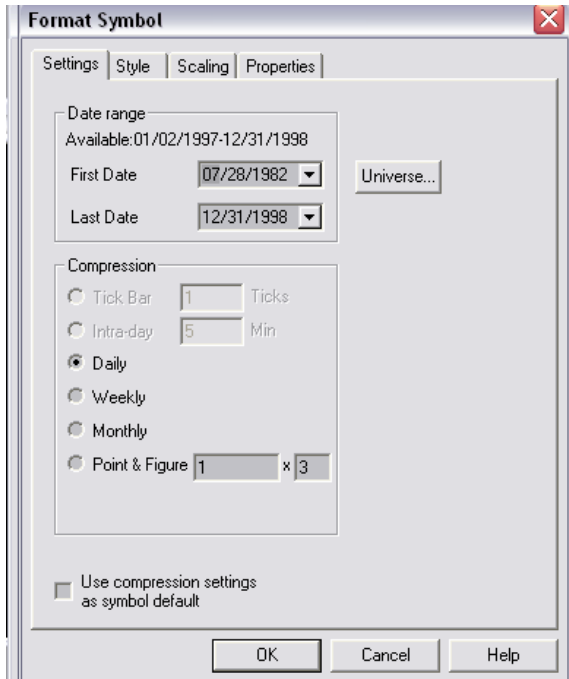 Format Symbol
Settings Style Scaling Properties
Date range
Available:01/02/1997-12/31/1998
First Date 07/28/1982 Universe...
Last Date 12/31/1998
Compression
Tick Bar 1 Ticks
Intra-day 5 Min
Daily
Weekly
Monthly
Point & Figure 1 x 3
Use compression settings
as symbol default
OK Cancel Help